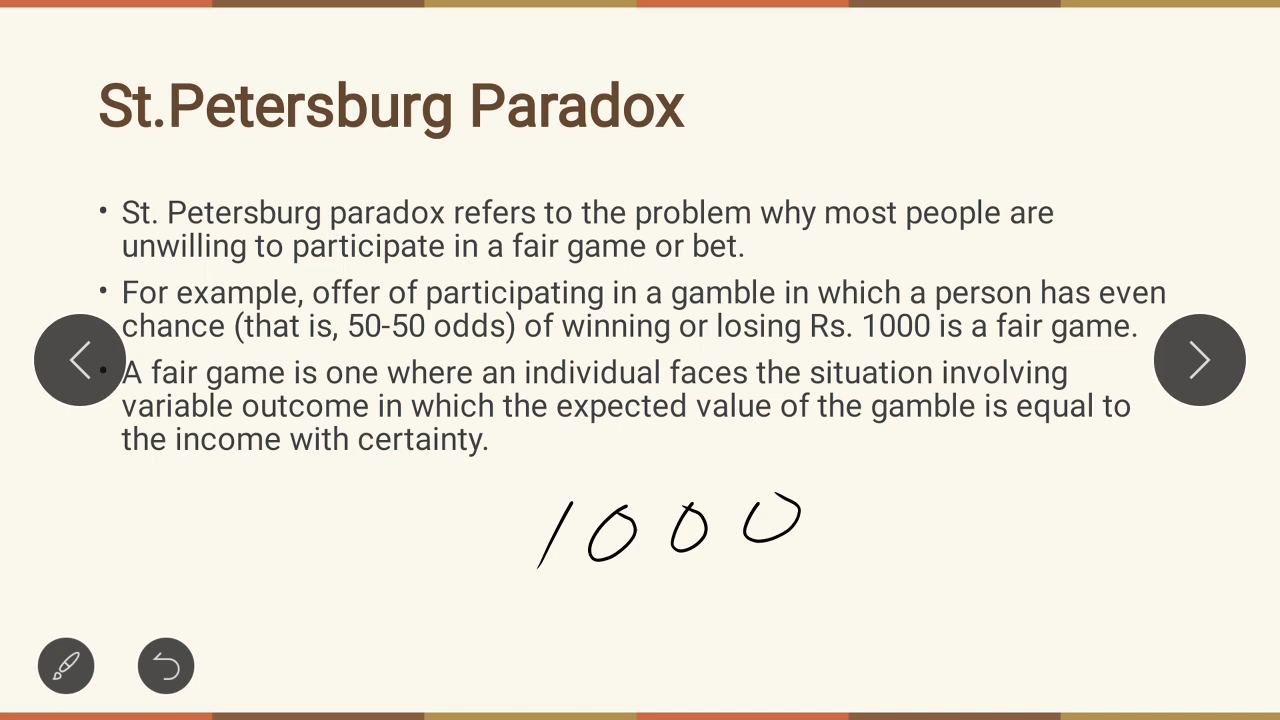 St.Petersburg Paradox
• St. Petersburg paradox refers to the problem why most people are
unwilling to participate in a fair game or bet.
• For example, offer of participating in a gamble in which a person has even
chance (that is, 50-50 odds) of winning or losing Rs. 1000 is a fair game.
• A fair game is one where an individual faces the situation involving
variable outcome in which the expected value of the gamble is equal to
the income with certainty.
1000